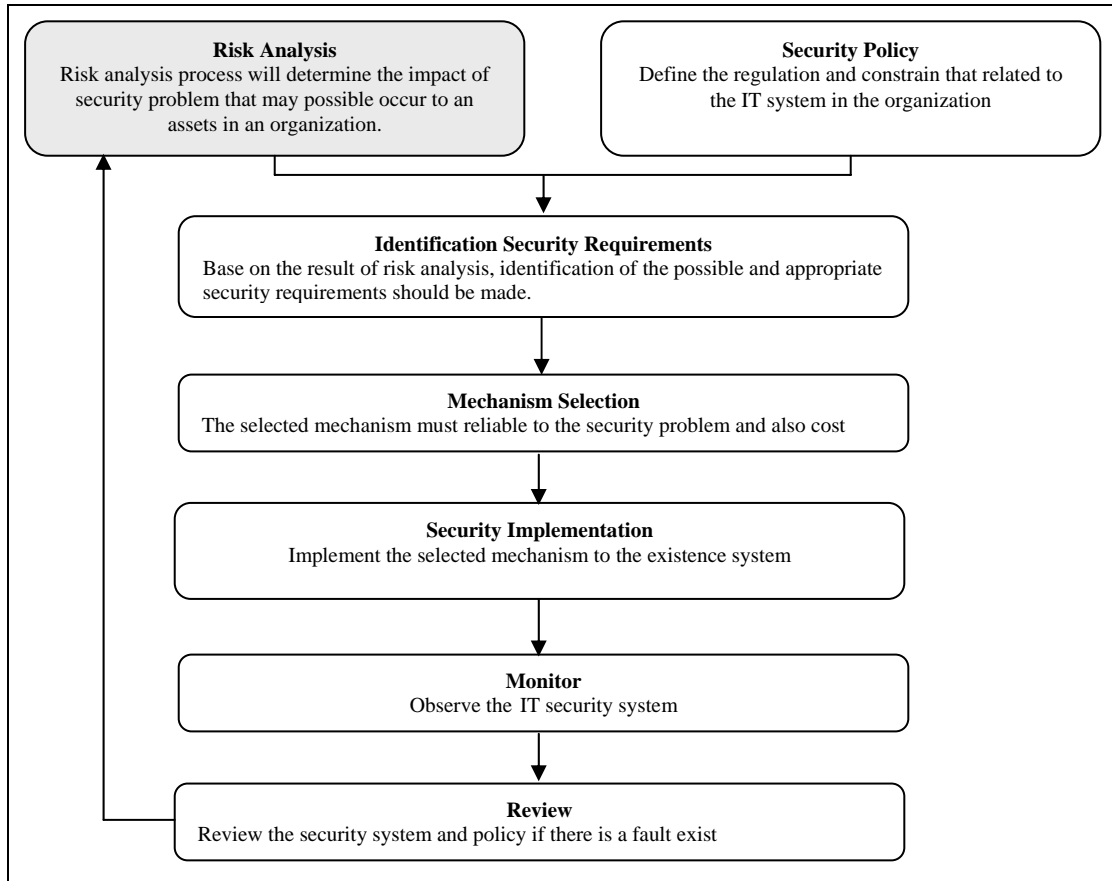 Risk Analysis
Risk analysis process will determine the impact of
security problem that may possible occur to an
assets in an organization.
Security Policy
Define the regulation and constrain that related to
the IT system in the organization
Identification Security Requirements
Base on the result of risk analysis, identification of the possible and appropriate
security requirements should be made.
Mechanism Selection
The selected mechanism must reliable to the security problem and also cost
Security Implementation
Implement the selected mechanism to the existence system
Monitor
Observe the IT security system
Review
Review the security system and policy if there is a fault exist